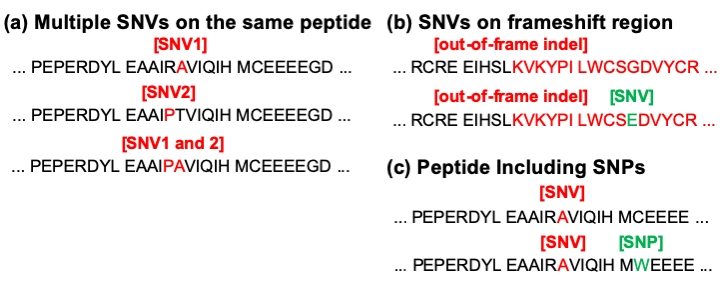 (a) Multiple SNVs on the same peptide
[SNV1]
... PEPERDYL EAAIRAVIQIH MCEEEEGD ...
[SNV2]
... PEPERDYL EAAIPTVIQIH MCEEEEGD ...
[SNV1 and 2]
... PEPERDYL EAAIPAVIQIH MCEEEEGD ...
(b) SNVs on frameshift region
[out-of-frame indel]
... RCRE EIHSLKVKYPI LWCSGDVYCR ...
[out-of-frame indel] [SNV]
... RCRE EIHSLKVKYPI LWCSEDVYCR ...
(c) Peptide Including SNPs
[SNV]
... PEPERDYL EAAIRAVIQIH MCEEEE ...
[SNV] [SNP]
... PEPERDYL EAAIRAVIQIH MWEEEE ...